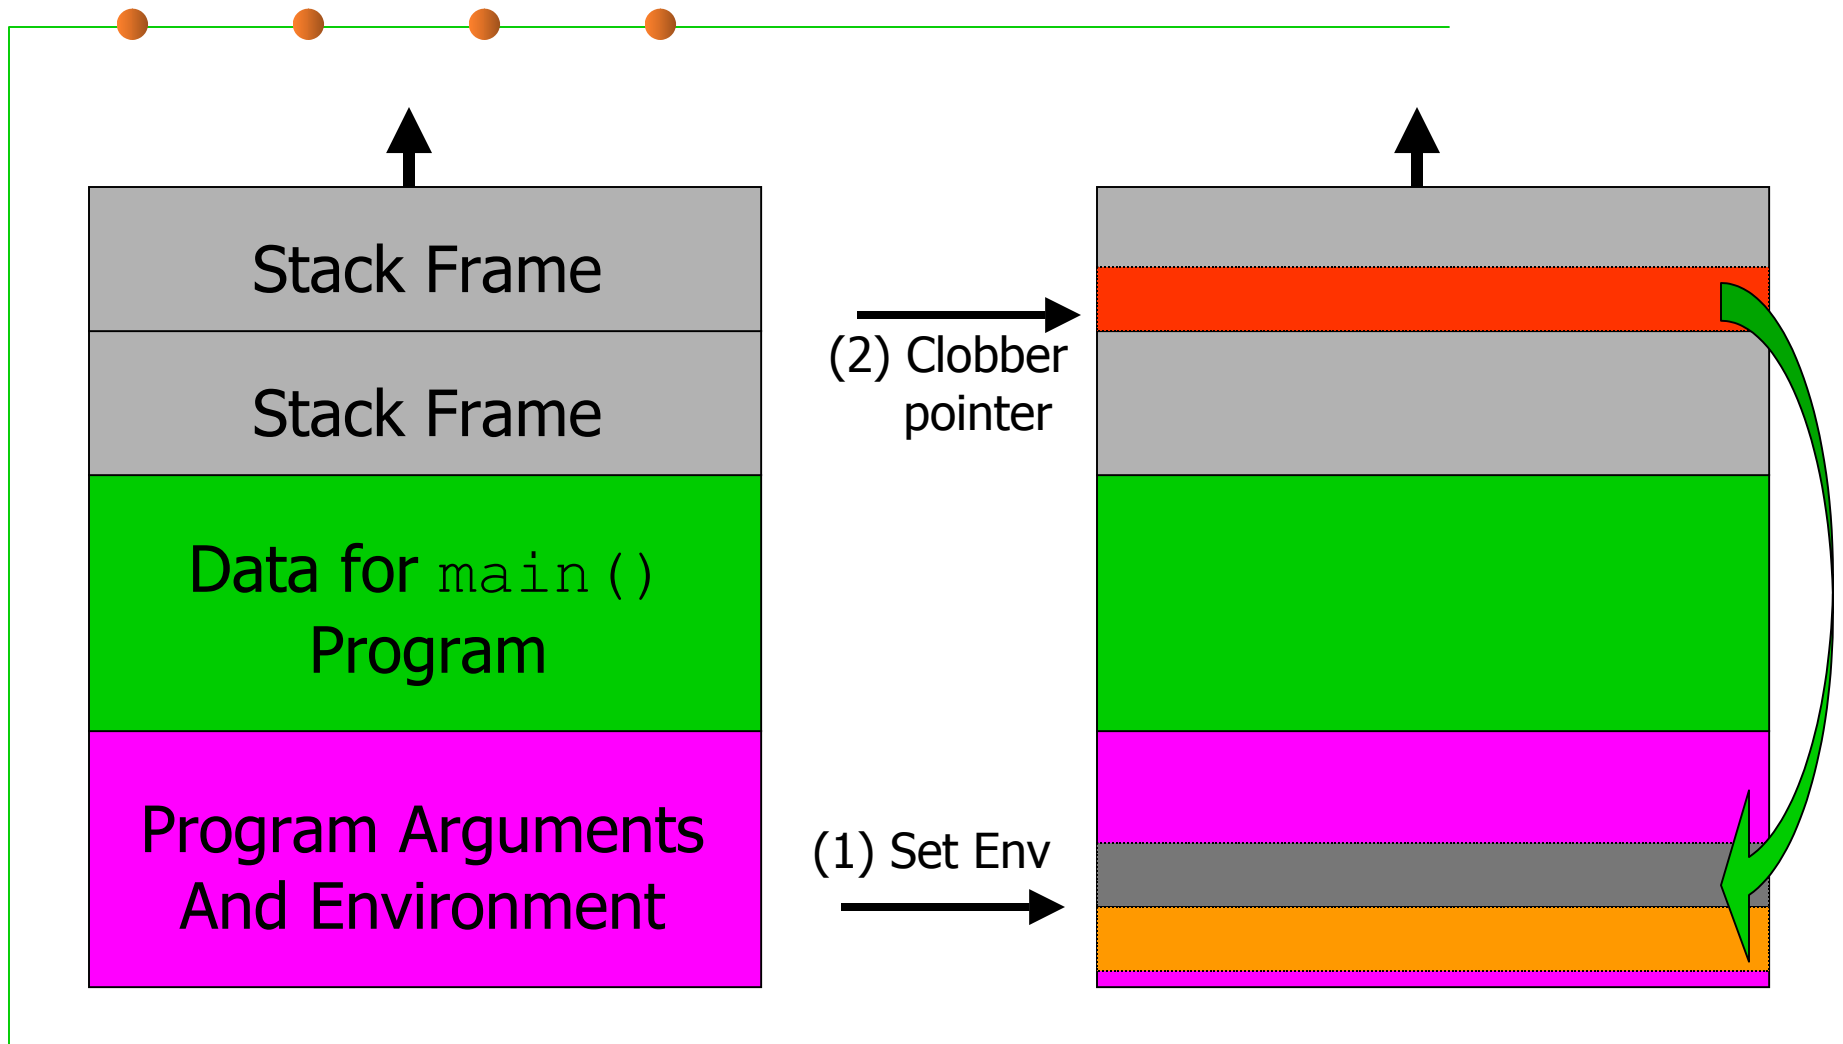 Stack Frame
Stack Frame
Data for main()
Program
Program Arguments
And Environment
(2) Clobber
pointer
(1) Set Env